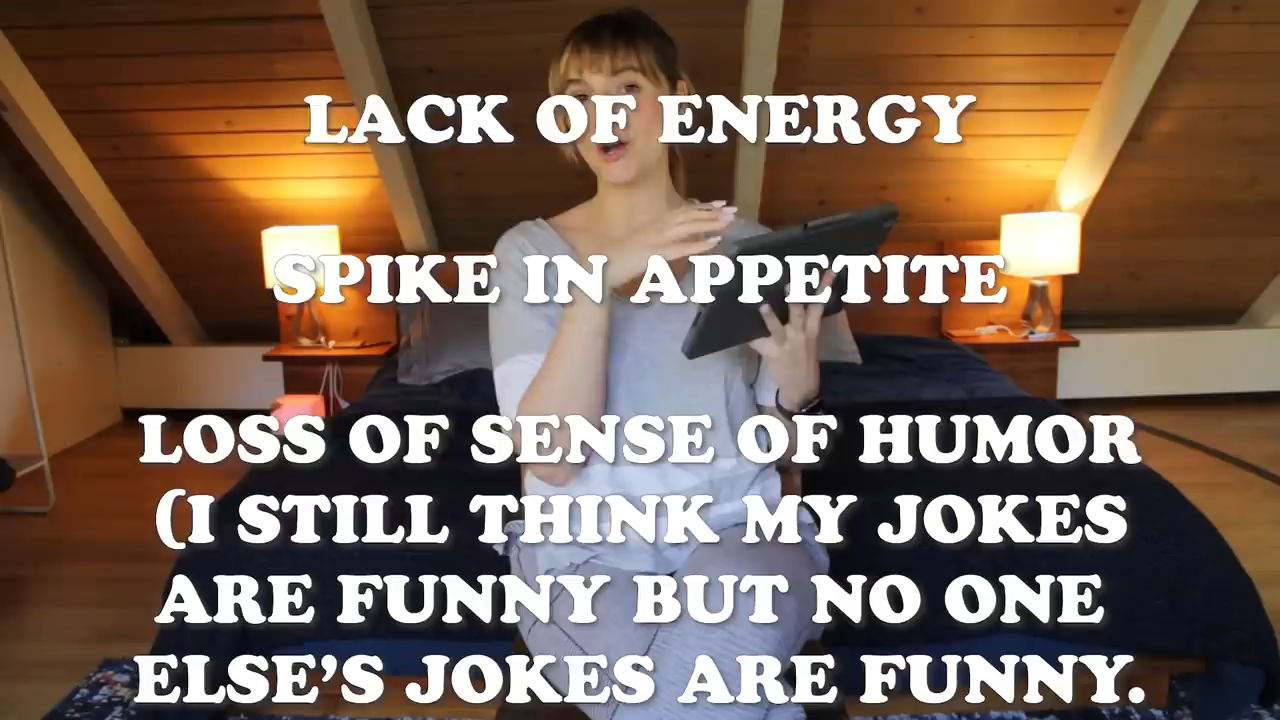 LACK OF ENERGY
SPIKE IN APPETITE
LOSS OF SENSE OF HUMOR
(I STILL THINK MY JOKES
ARE FUNNY BUT NO ONE
ELSE’S JOKES ARE FUNNY.